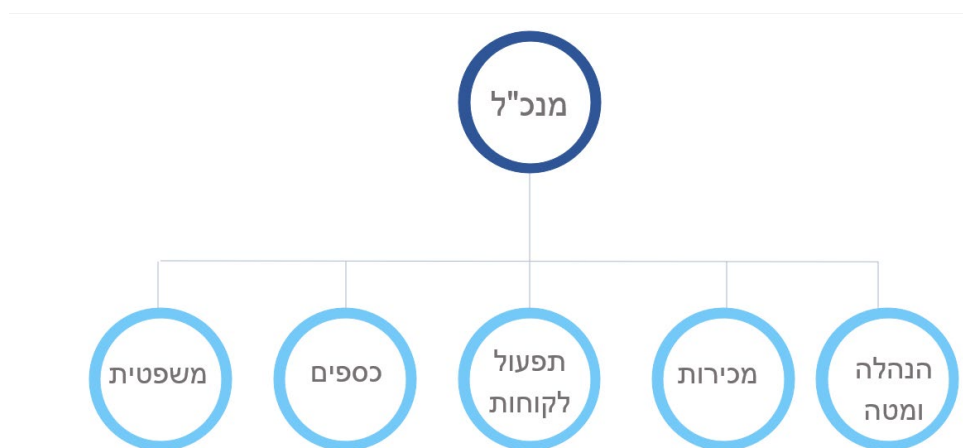 מנכ"ל
הנהלה
ומטה
מכירות
תפעול
לקוחות
כספים
משפטית